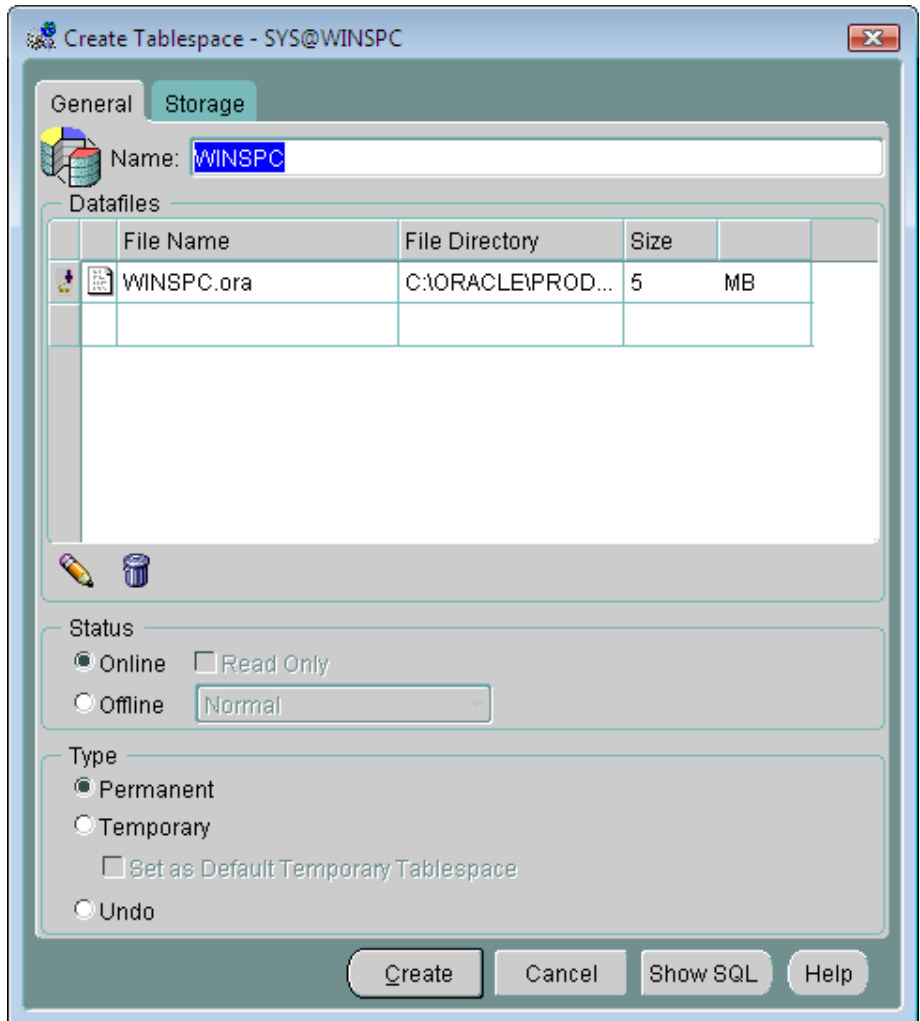 Create Tablespace - SYS@WINSPC
General Storage
Name: WINSPC
Datafiles
File Name File Directory Size
WINSPC.ora C:\ORACLE\PROD... 5 MB
Status
Online Read Only
Offline Normal
Type
Permanent
Temporary
Set as Default Temporary Tablespace
Undo
Create Cancel Show SQL Help